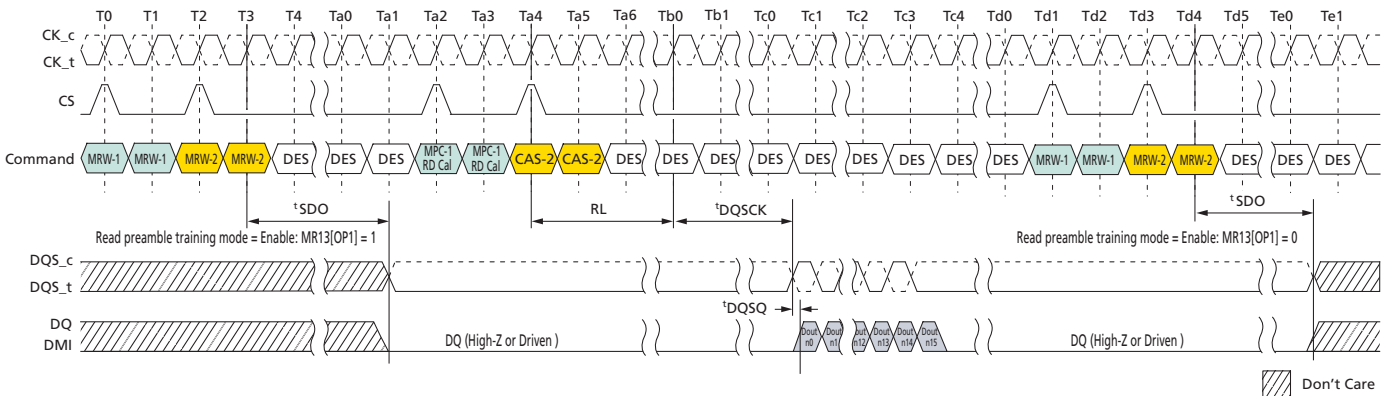 T0 T1 T2 T3 T4 Ta0 Ta1 Ta2 Ta3 Ta4 Ta5 Ta6 Tb0 Tb1 Tc0 Tc1 Tc2 Tc3 Tc4 Td0 Td1 Td2 Td3 Td4 Td5 Te0 Te1
CK_c
CK_t
CS
Command MRW-1 MRW-1 MRW-2 MRW-2 DES DES DES MPC-1 RD Cal MPC-1 RD Cal CAS-2 CAS-2 DES DES DES DES DES DES DES DES MRW-1 MRW-1 MRW-2 MRW-2 DES DES DES
tSDO RL tDQSCK tSDO
Read preamble training mode = Enable: MR13[OP1] = 1 Read preamble training mode = Enable: MR13[OP1] = 0
DQS_c
DQS_t
tDQSQ
DQ
DMI
DQ (High-Z or Driven ) Dout n0 Dout n1 Dout n12 Dout n13 Dout n14 Dout n15 DQ (High-Z or Driven )
Don't Care